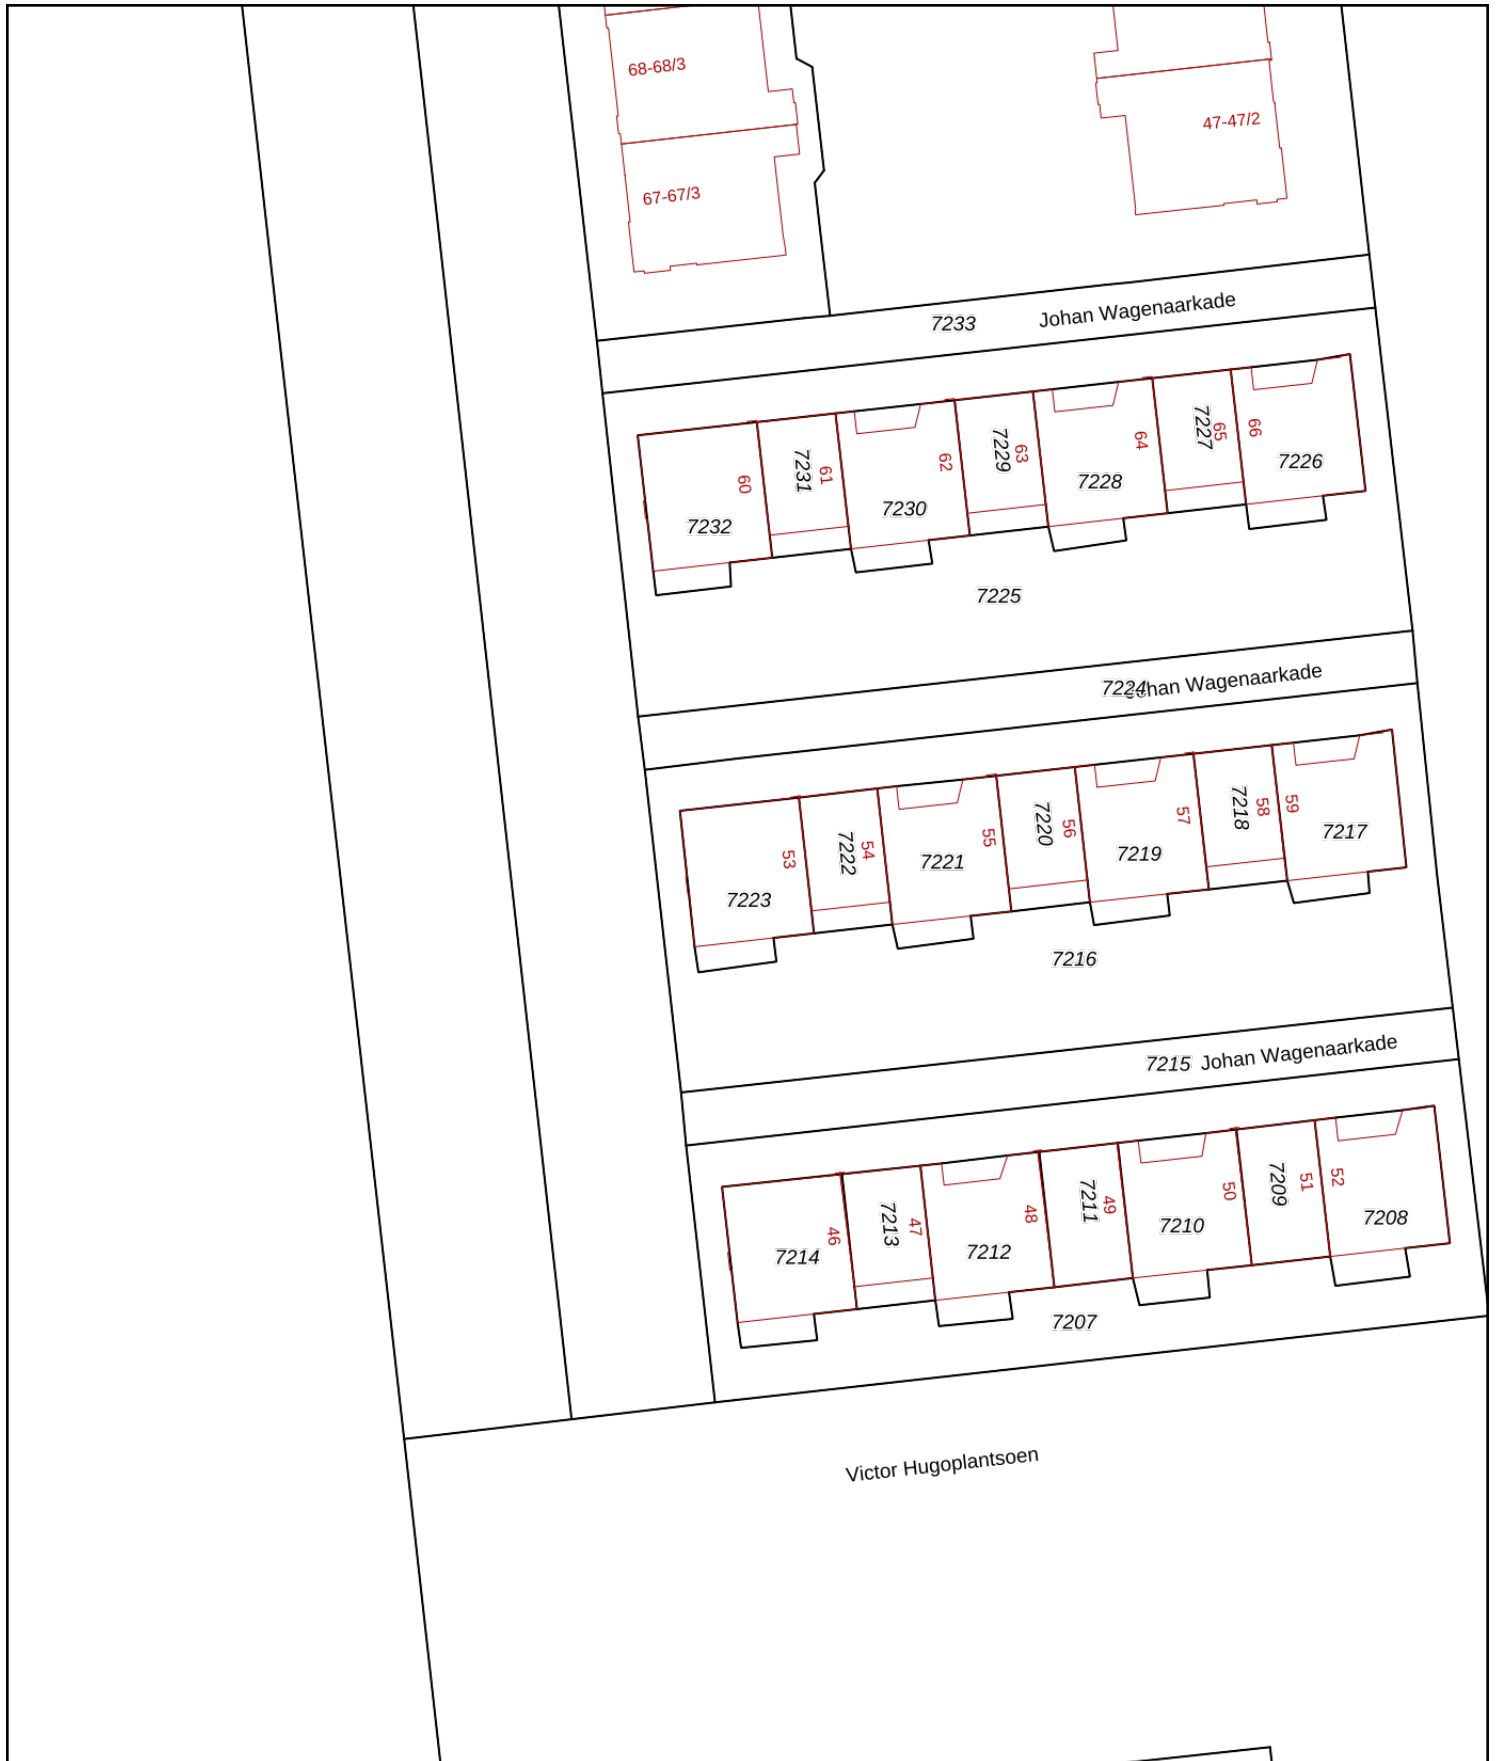 68-68/3
47-47/2
67-67/3
7233 Johan Wagenaarkade
60 7231 61 62 7229 63 64 7227 65 66
7232 7230 7228 7226
7225
7224 Johan Wagenaarkade
53 7222 54 55 7220 56 57 7218 58 59
7223 7221 7219 7217
7216
7215 Johan Wagenaarkade
46 7213 47 48 7211 49 50 7209 51 52
7214 7212 7210 7208
7207
Victor Hugoplantsoen